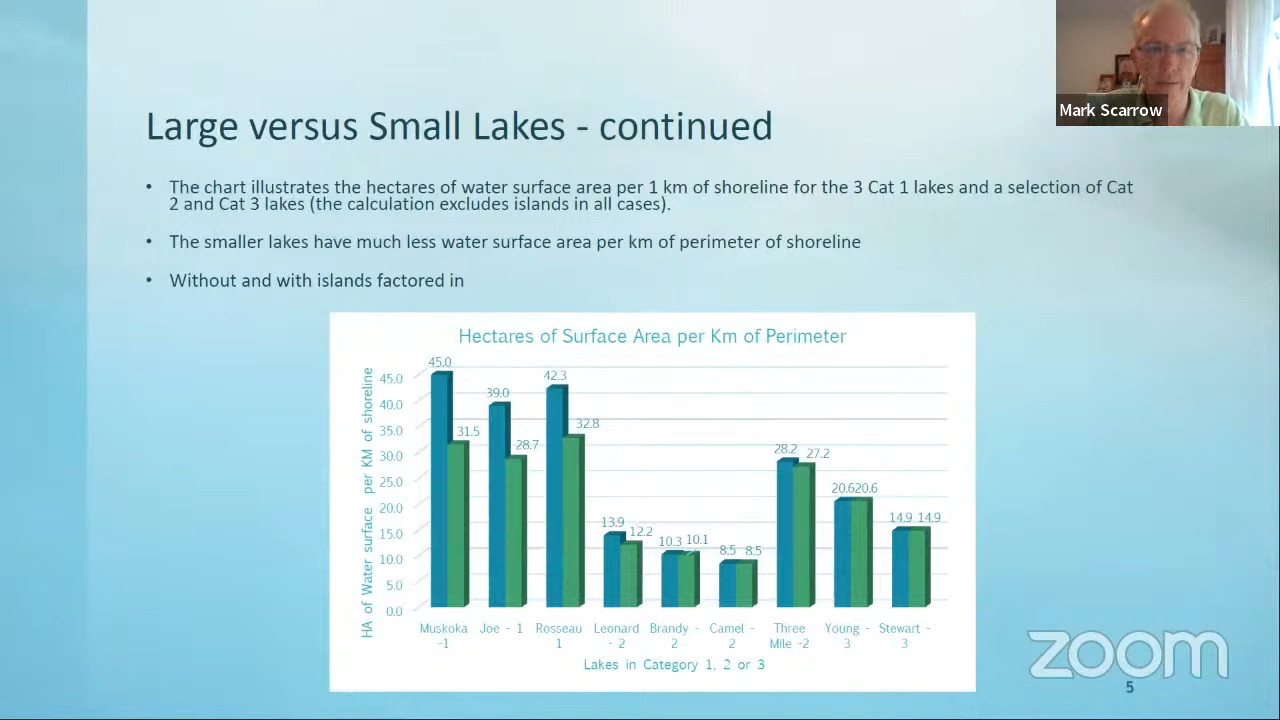 Mark Scarrow
Large versus Small Lakes - continued
• The chart illustrates the hectares of water surface area per 1 km of shoreline for the 3 Cat 1 lakes and a selection of Cat
2 and Cat 3 lakes (the calculation excludes islands in all cases).
• The smaller lakes have much less water surface area per km of perimeter of shoreline
• Without and with islands factored in
Hectares of Surface Area per Km of Perimeter
HA of Water surface per KM of shoreline
45.0
40.0
35.0
30.0
25.0
20.0
15.0
10.0
5.0
0.0
45.0 31.5
39.0 28.7
42.3 32.8
13.9 12.2
10.3 10.1
8.5 8.5
28.2 27.2
20.6 20.6
14.9 14.9
Muskoka
-1
Joe - 1
Rosseau
1
Leonard
- 2
Brandy -
2
Camel -
2
Three
Mile -2
Young -
3
Stewart -
3
Lakes in Category 1, 2 or 3
zoom
5